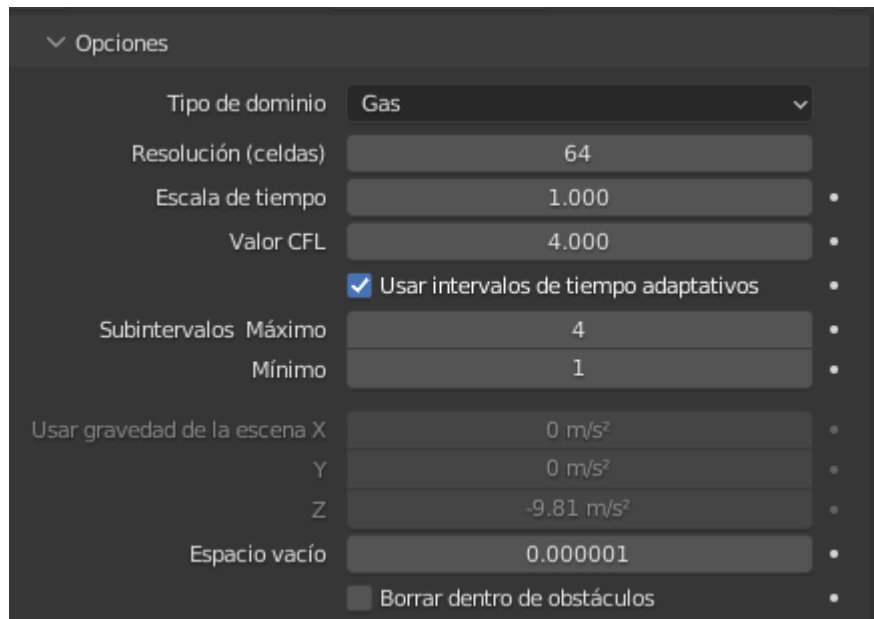 Opciones
Tipo de dominio Gas
Resolución (celdas) 64
Escala de tiempo 1.000
Valor CFL 4.000
Usar intervalos de tiempo adaptativos
Subintervalos Máximo 4
Mínimo 1
Usar gravedad de la escena X 0 m/s²
Y 0 m/s²
Z -9.81 m/s²
Espacio vacío 0.000001
Borrar dentro de obstáculos